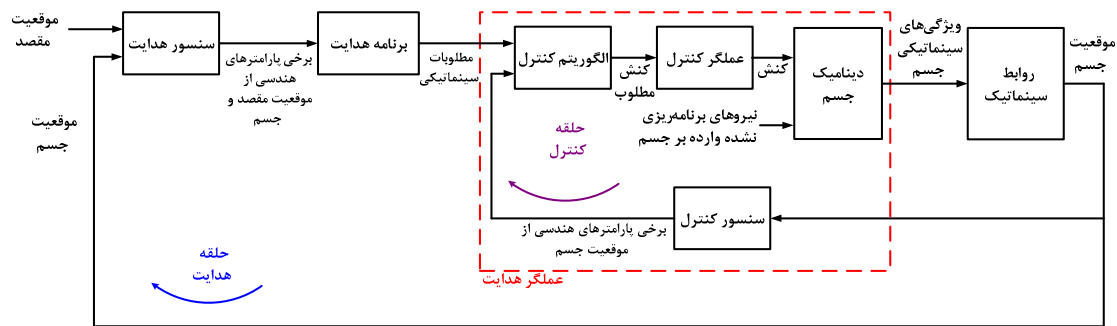 موقعیت
مقصد
سنسور هدایت
برخی پارامترهای
هندسی از
موقعیت مقصد و
جسم
برنامه هدایت
مطلوبات
سینماتیکی
الگوریتم کنترل
کنش
مطلوب
عملگر کنترل
کنش
دینامیک
جسم
ویژگی‌های
سینماتیکی
جسم
روابط
سینماتیک
موقعیت
جسم
نیروهای برنامه‌ریزی
نشده وارده بر جسم
موقعیت
جسم
حلقه
کنترل
سنسور کنترل
برخی پارامترهای هندسی از
موقعیت جسم
عملگر هدایت
حلقه
هدایت